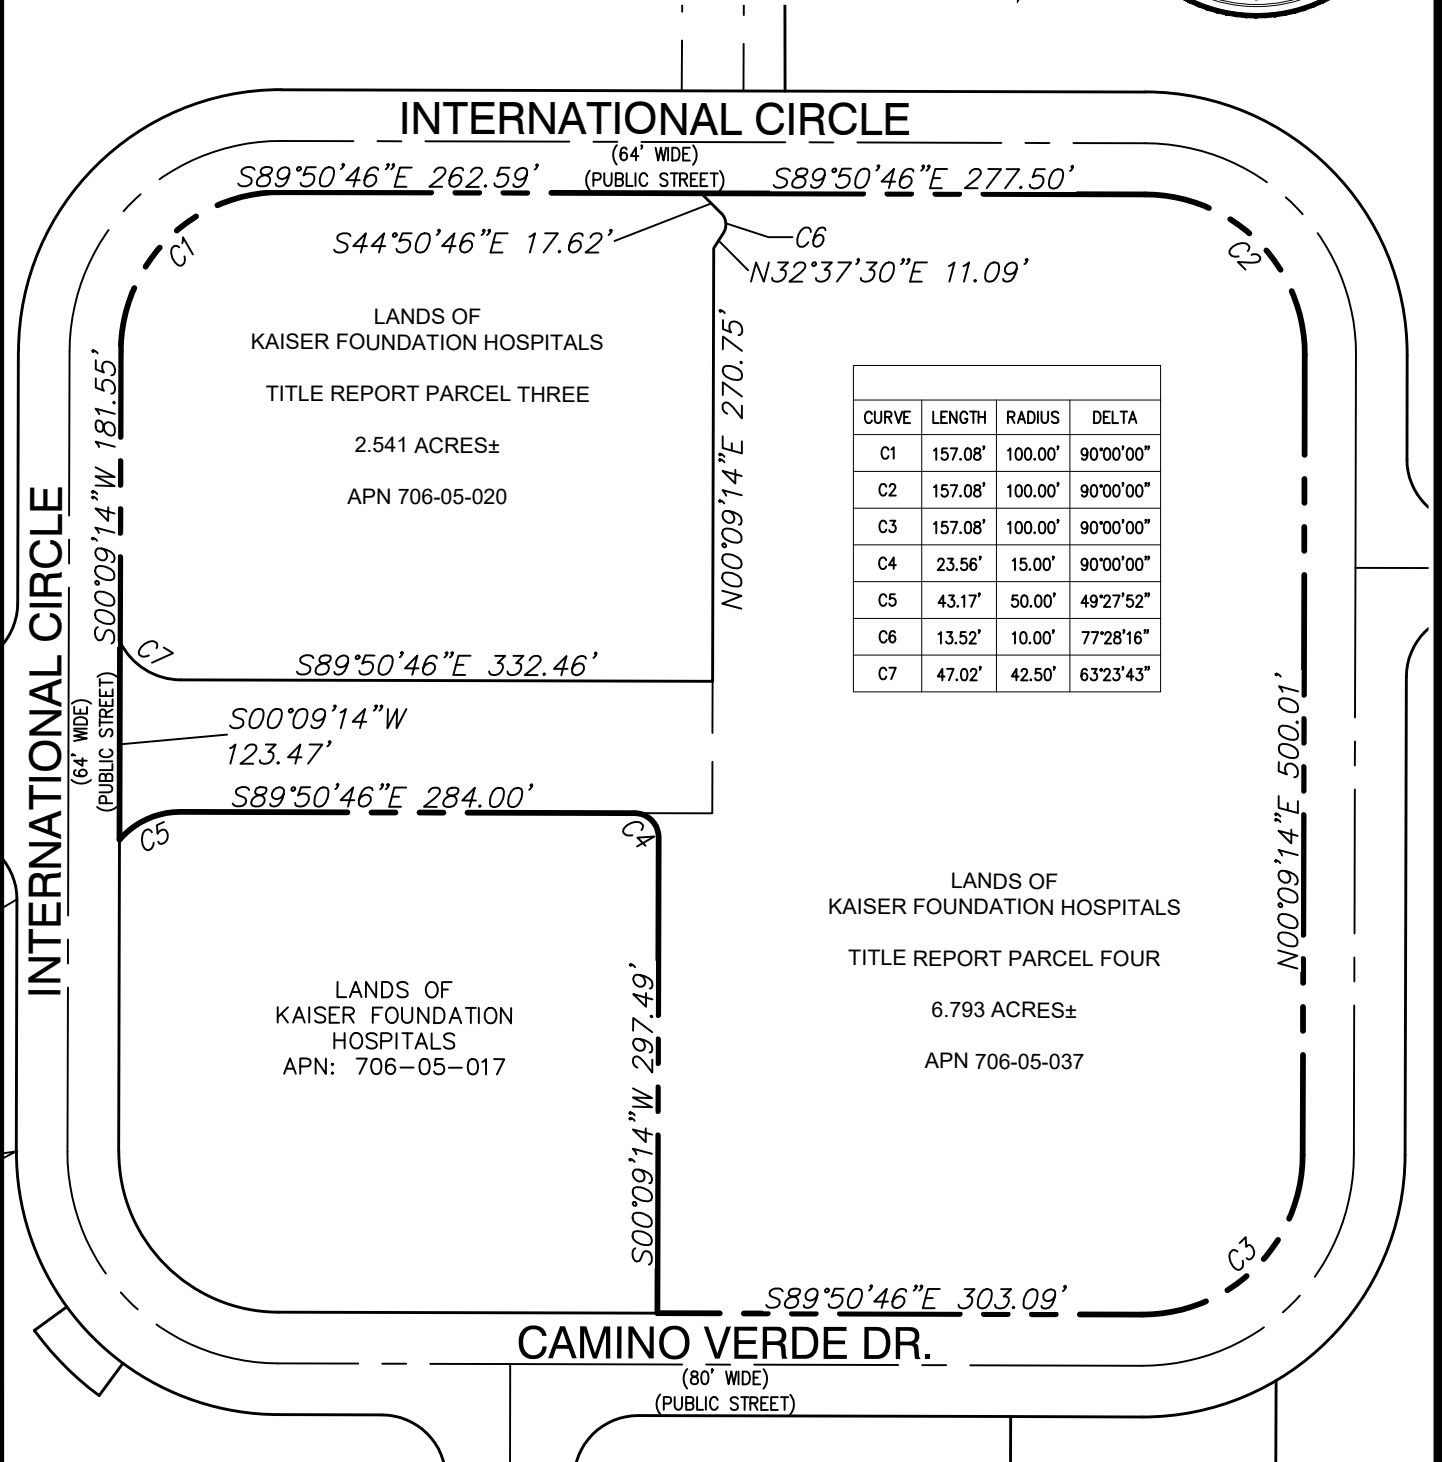 INTERNATIONAL CIRCLE
(64' WIDE)
(PUBLIC STREET)
S89°50'46"E 262.59'
S89°50'46"E 277.50'
C1
S44°50'46"E 17.62'
C6
C2
N32°37'30"E 11.09'
LANDS OF
KAISER FOUNDATION HOSPITALS
TITLE REPORT PARCEL THREE
2.541 ACRES±
APN 706-05-020
S00°09'14"W 181.55'
N00°09'14"E 270.75'
CURVE LENGTH RADIUS DELTA
C1 157.08' 100.00' 90°00'00"
C2 157.08' 100.00' 90°00'00"
C3 157.08' 100.00' 90°00'00"
C4 23.56' 15.00' 90°00'00"
C5 43.17' 50.00' 49°27'52"
C6 13.52' 10.00' 77°28'16"
C7 47.02' 42.50' 63°23'43"
INTERNATIONAL CIRCLE
(64' WIDE)
(PUBLIC STREET)
C7
S89°50'46"E 332.46'
S00°09'14"W
123.47'
S89°50'46"E 284.00'
C5
C4
N00°09'14"E 500.01'
LANDS OF
KAISER FOUNDATION HOSPITALS
TITLE REPORT PARCEL FOUR
6.793 ACRES±
APN 706-05-037
LANDS OF
KAISER FOUNDATION
HOSPITALS
APN: 706-05-017
S00°09'14"W 297.49'
C3
S89°50'46"E 303.09'
CAMINO VERDE DR.
(80' WIDE)
(PUBLIC STREET)